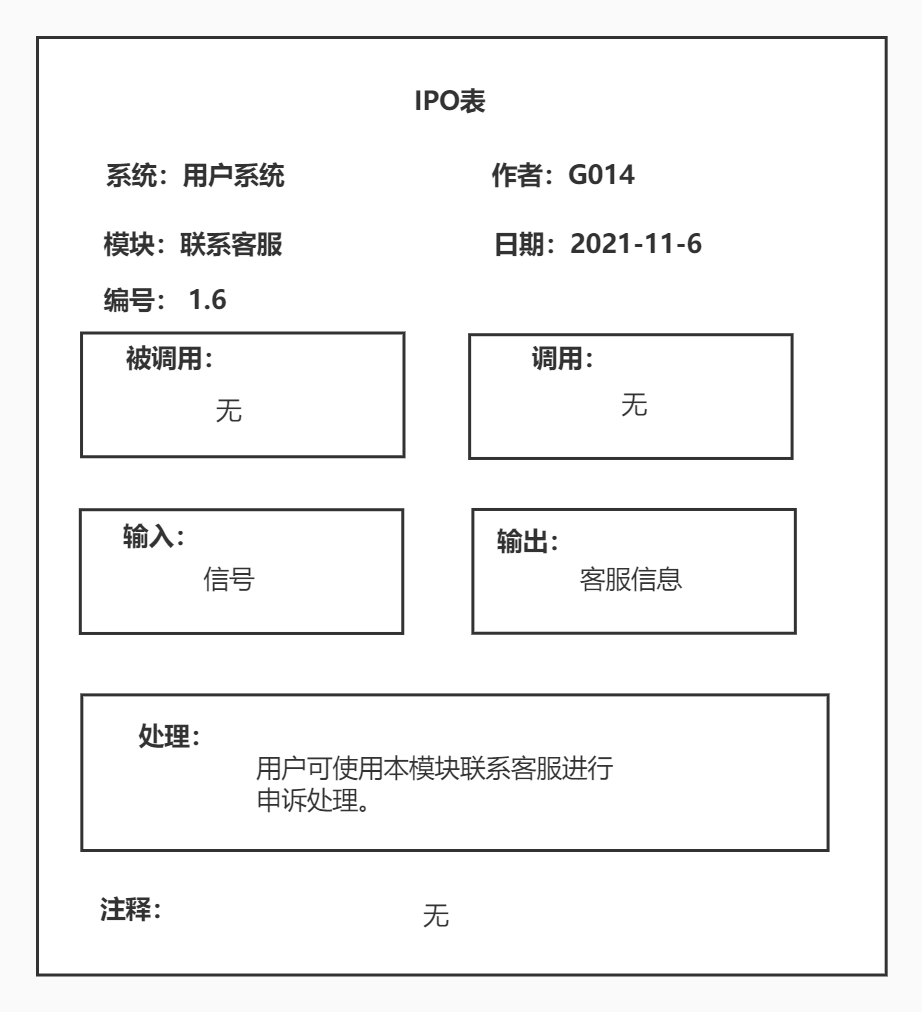 IPO表
系统：用户系统
作者：G014
模块：联系客服
日期：2021-11-6
编号： 1.6
被调用：
无
调用：
无
输入：
信号
输出：
客服信息
处理：
用户可使用本模块联系客服进行
申诉处理。
注释：
无